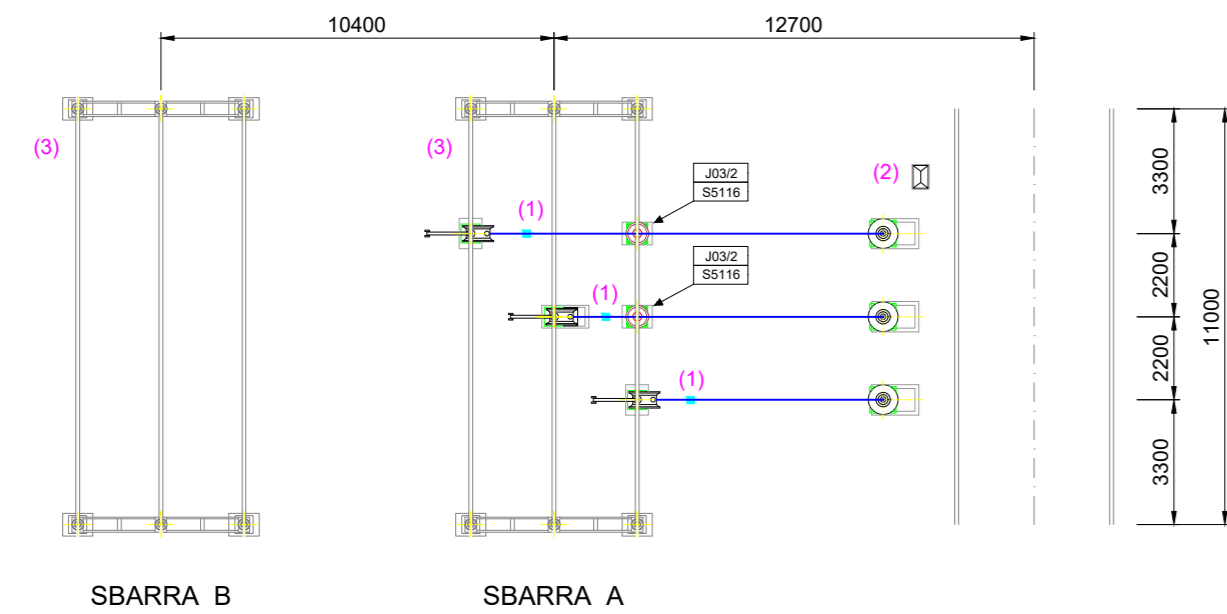 10400
12700
(3)
(3)
J03/2
S5116
(2)
(1)
3300
J03/2
S5116
(1)
2200
11000
(1)
2200
3300
SBARRA B
SBARRA A